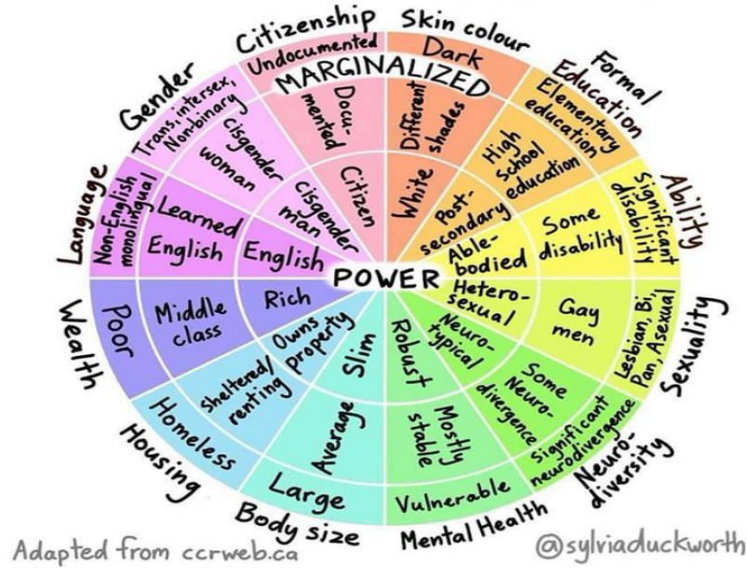 Citizenship
Undocumented
Docu-
mented
Citizen
Skin colour
Dark
Different
shades
White
Formal
Education
Elementary
education
High
School
education
Post-
secondary
Ability
Significant
disability
Some
disability
Able-
bodied
Sexuality
Lesbian, Bi,
Pan, Asexual
Gay
men
Hetero-
sexual
Neuro-
diversity
Significant
neurodivergence
Some
Neuro-
divergence
Neuro-
typical
Mental Health
Vulnerable
Mostly
stable
Robust
Body size
Large
Average
Slim
Housing
Homeless
Sheltered/
renting
Owns
property
Wealth
Poor
Middle
class
Rich
Language
Non-English
monolingual
Learned
English
English
Gender
Trans, intersex,
Non-binary
cisgender
woman
cisgender
man
MARGINALIZED
POWER
Adapted from ccrweb.ca
@sylviaduckworth